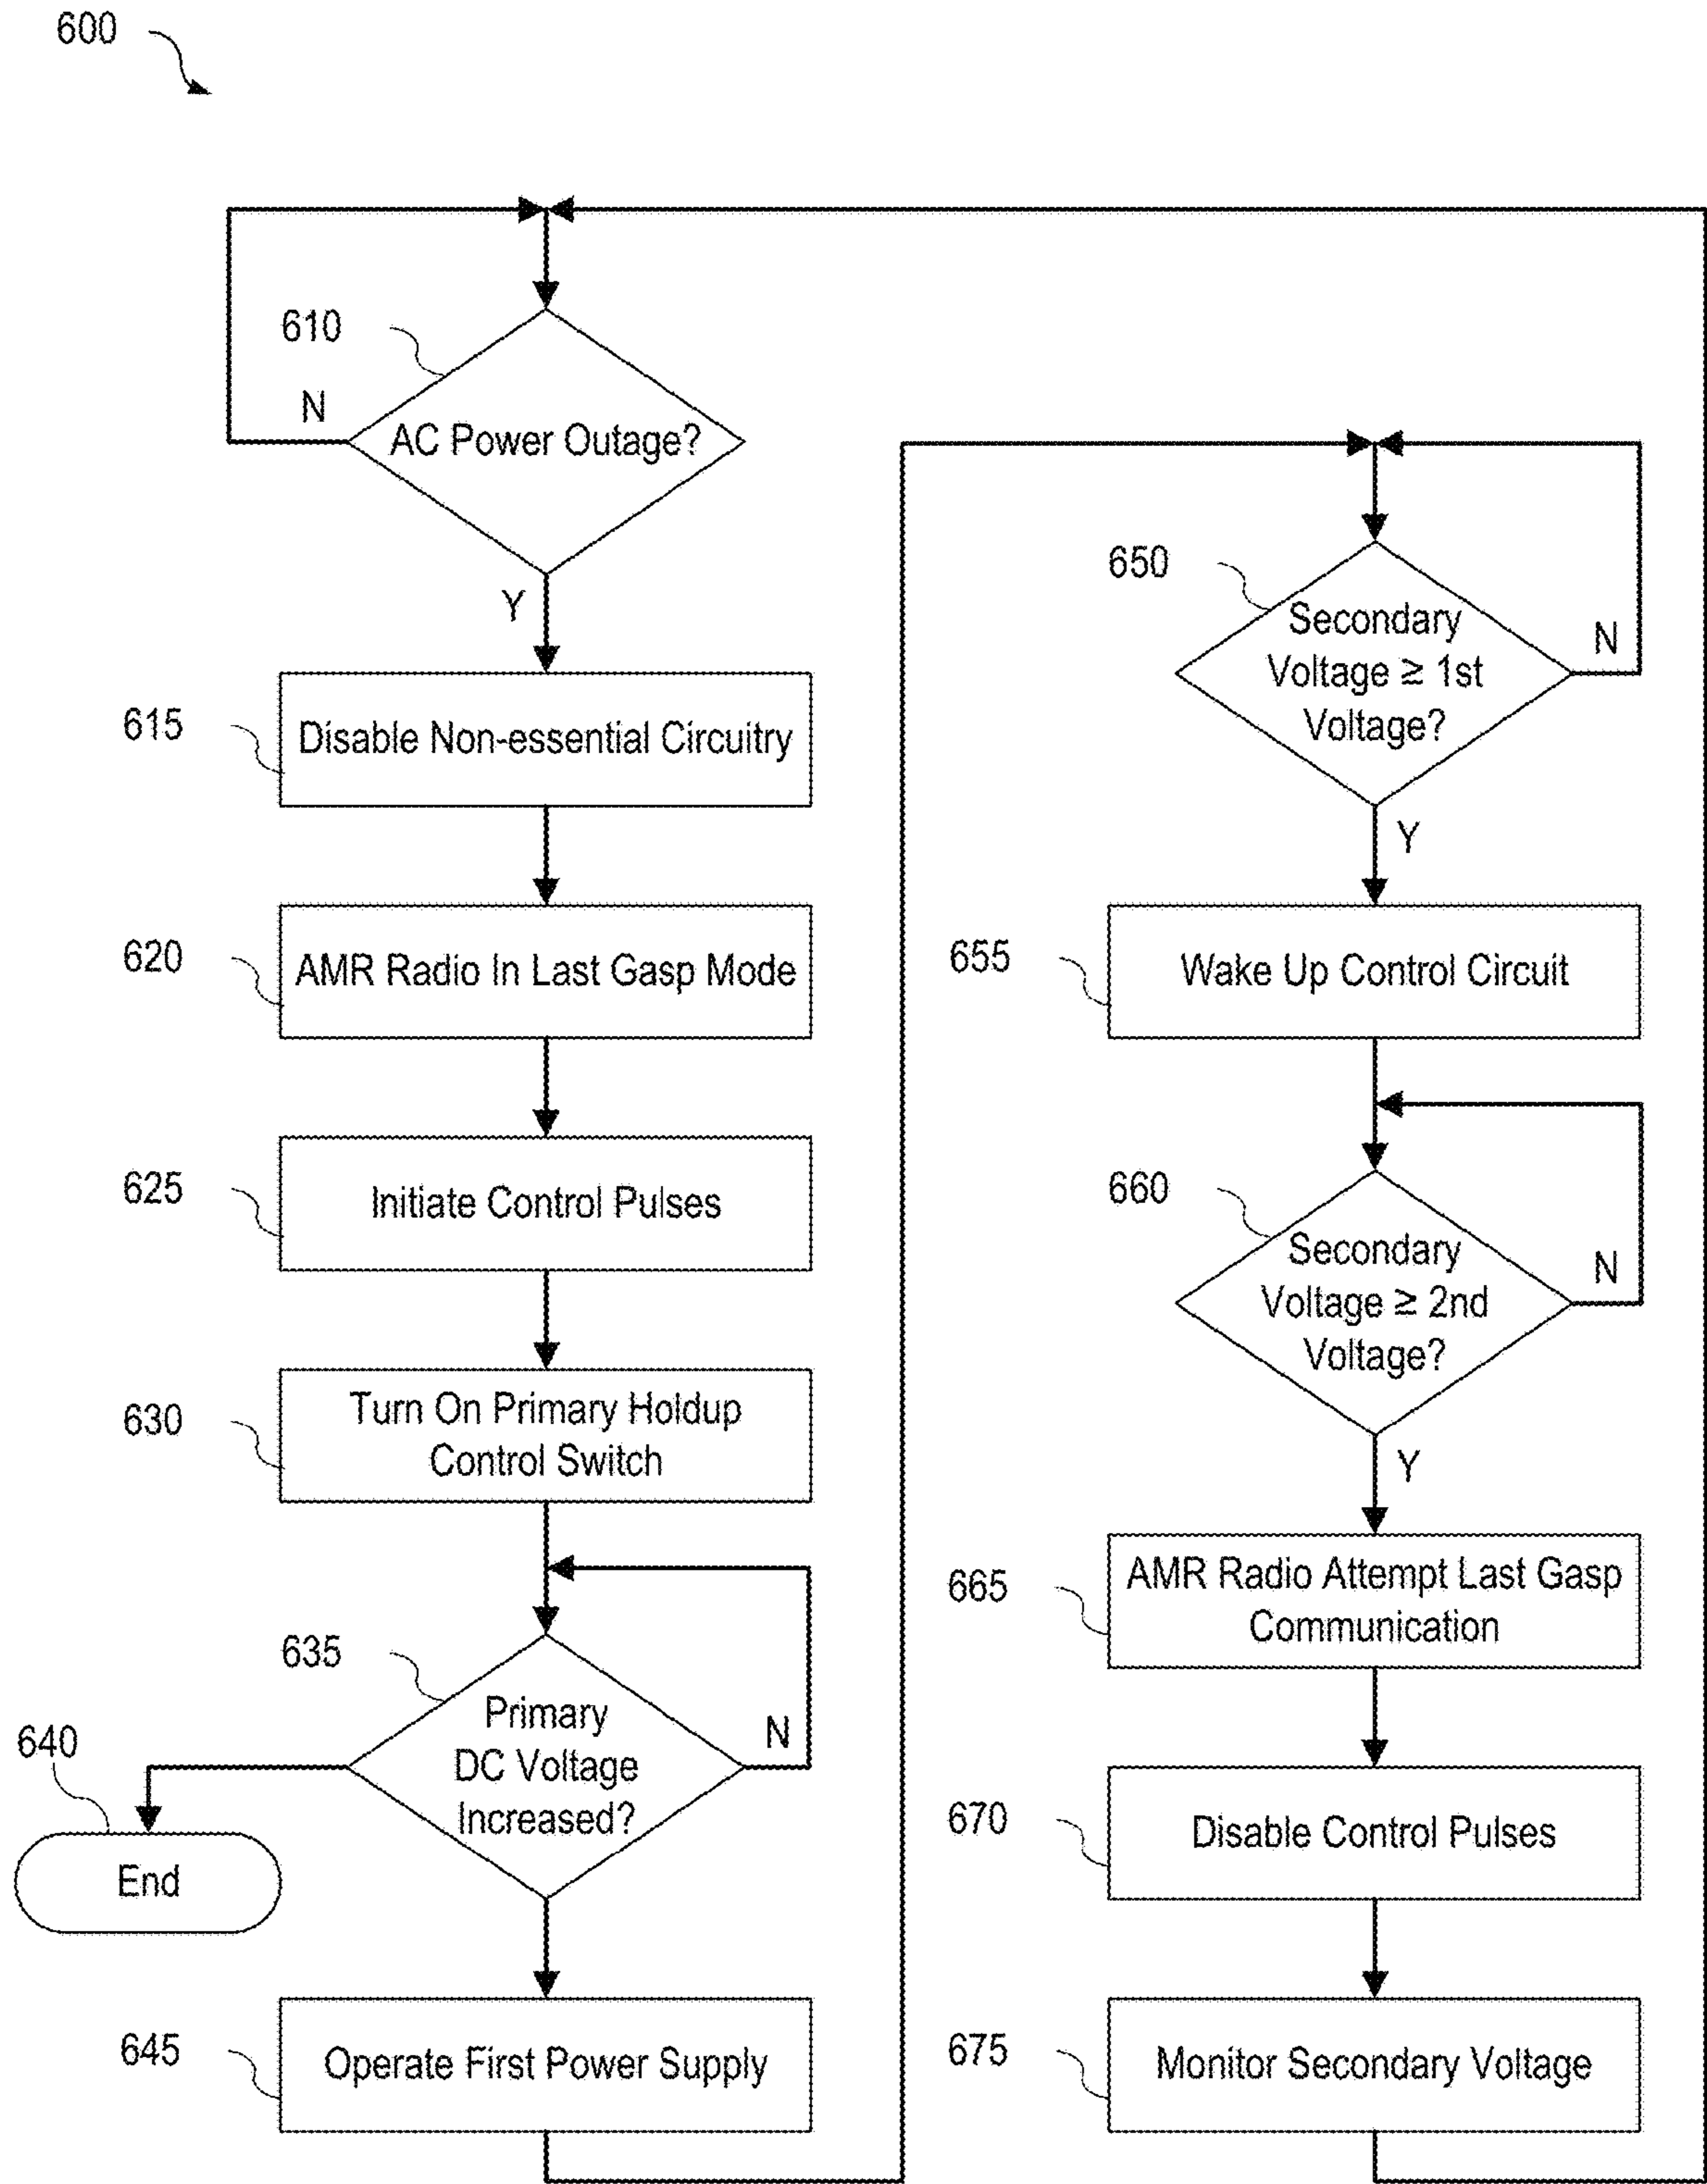 600
610
N
AC Power Outage?
Y
615
Disable Non-essential Circuitry
620
AMR Radio In Last Gasp Mode
625
Initiate Control Pulses
630
Turn On Primary Holdup
Control Switch
635
Primary
DC Voltage
Increased?
N
640
End
645
Operate First Power Supply
650
Secondary
Voltage ≥ 1st
Voltage?
N
Y
655
Wake Up Control Circuit
660
Secondary
Voltage ≥ 2nd
Voltage?
N
Y
665
AMR Radio Attempt Last Gasp
Communication
670
Disable Control Pulses
675
Monitor Secondary Voltage